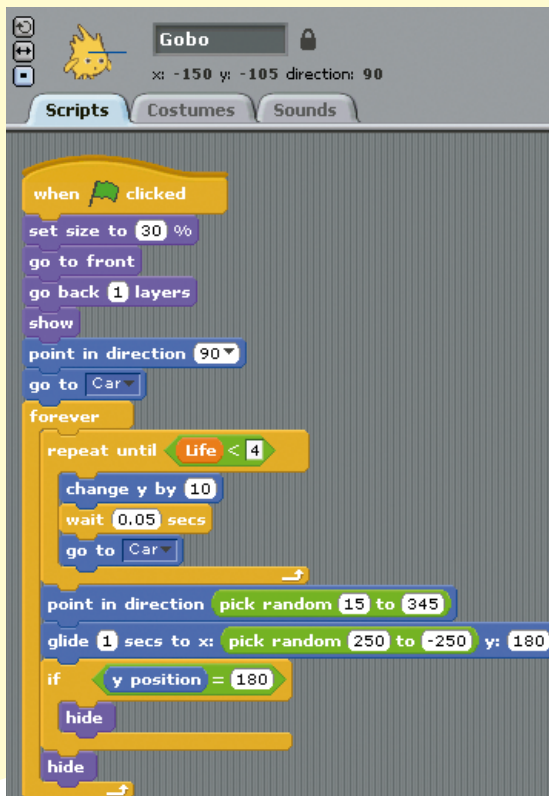 Gobo
x: -150 y: -105 direction: 90
Scripts Costumes Sounds
when clicked
set size to 30 %
go to front
go back 1 layers
show
point in direction 90
go to Car
forever
repeat until Life < 4
change y by 10
wait 0.05 secs
go to Car
point in direction pick random 15 to 345
glide 1 secs to x: pick random 250 to -250 y: 180
if y position = 180
hide
hide